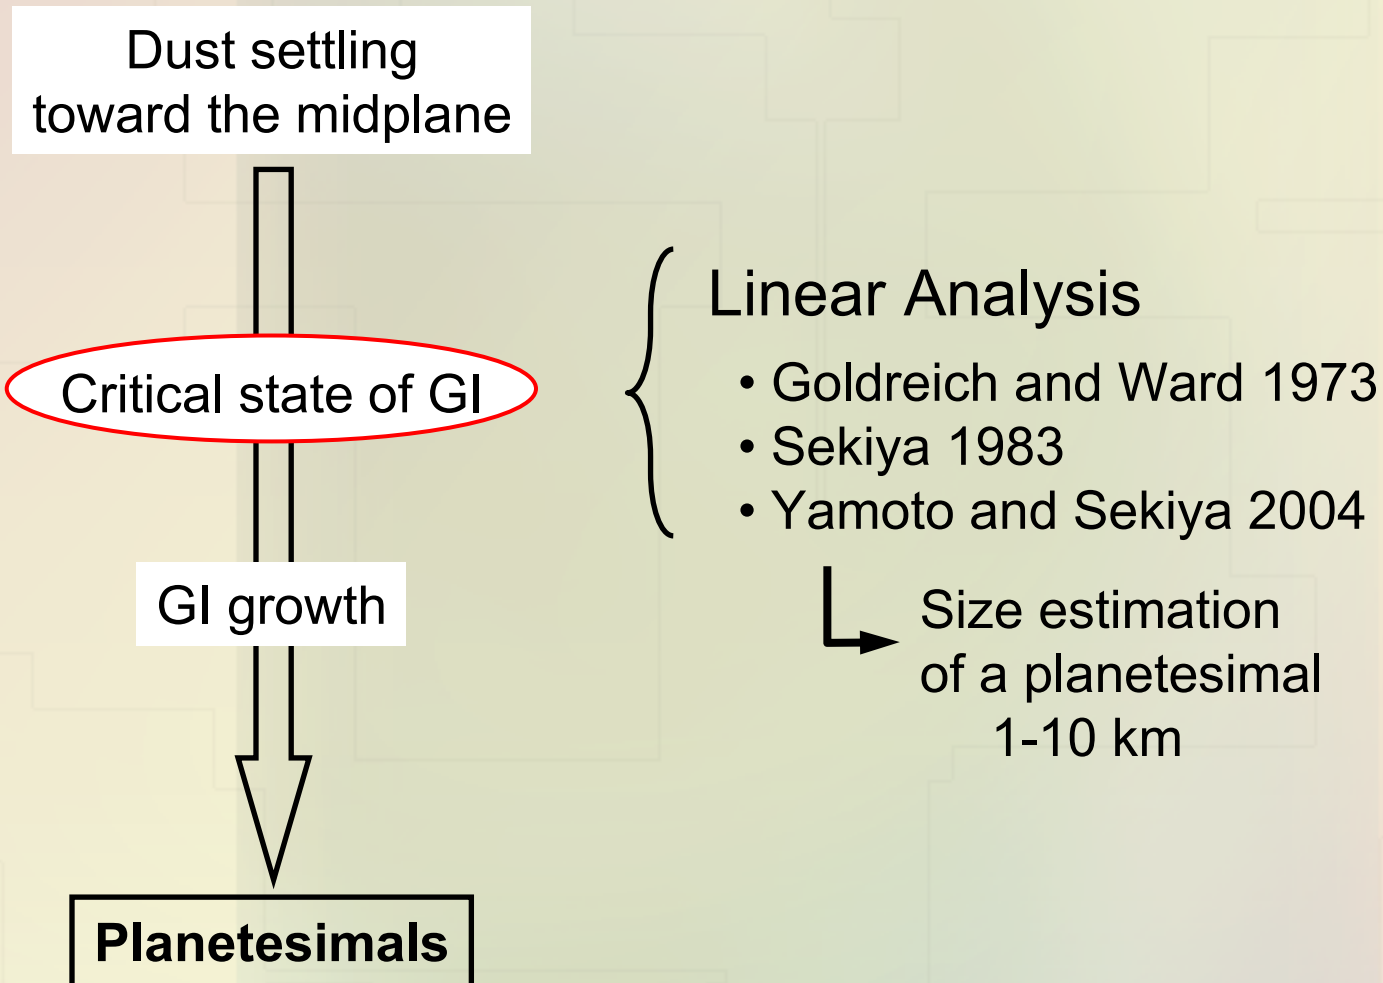 Dust settling
toward the midplane
Critical state of GI
GI growth
Planetesimals
Linear Analysis
• Goldreich and Ward 1973
• Sekiya 1983
• Yamoto and Sekiya 2004
Size estimation
of a planetesimal
1-10 km